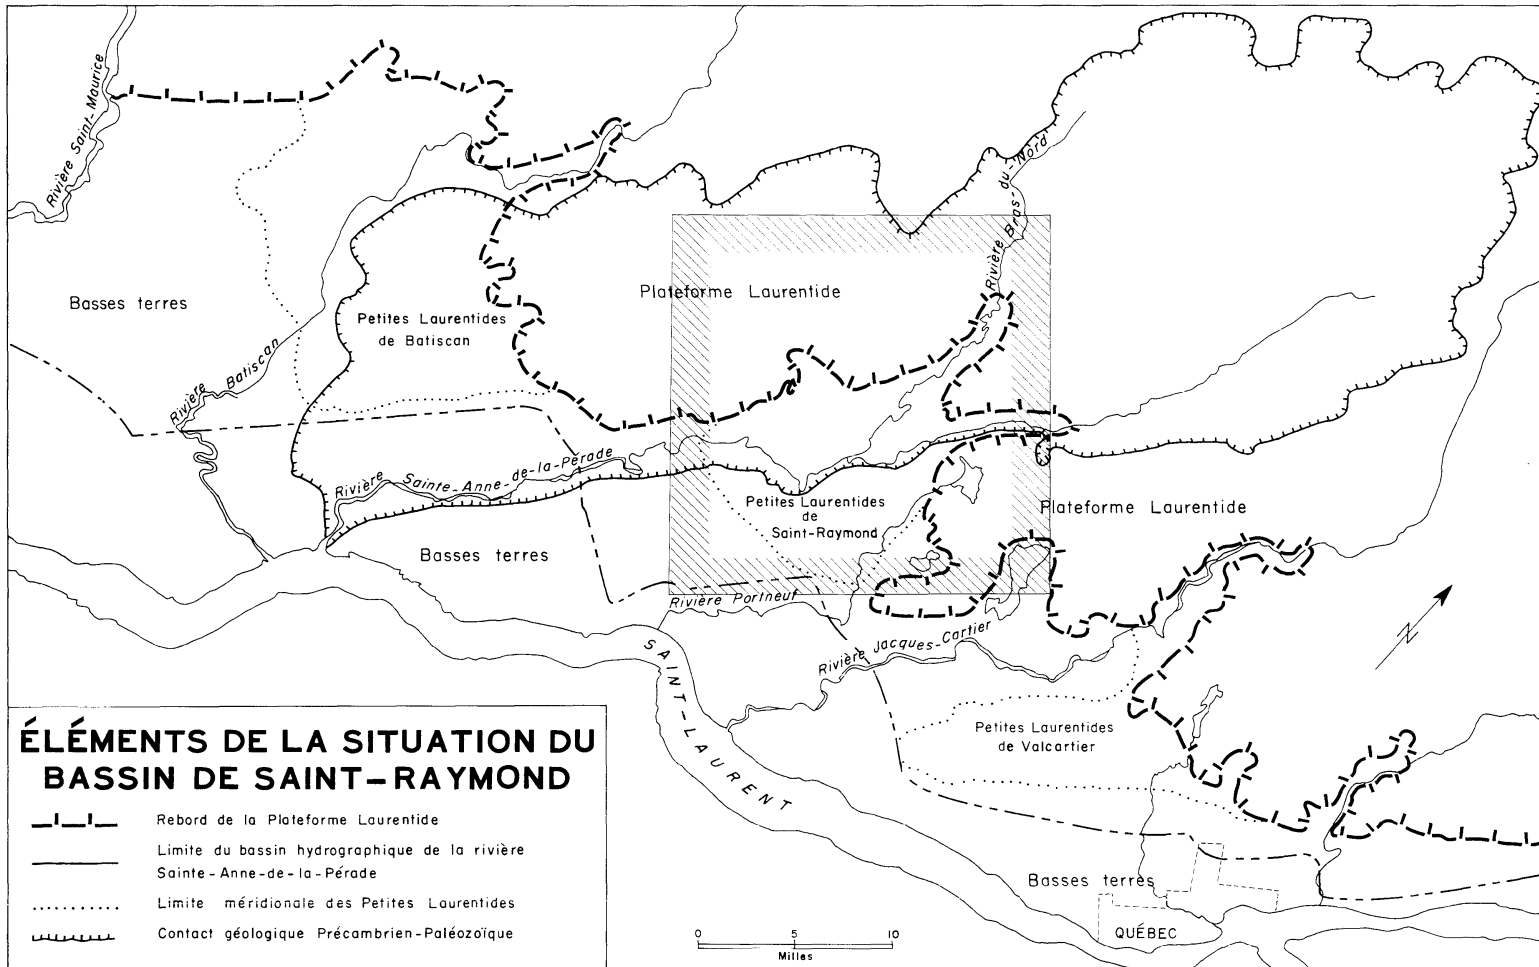 Rivière Saint-Maurice
Rivière Bras-du-Nord
Basses terres
Plateforme Laurentide
Petites Laurentides
de Batiscan
Rivière Batiscan
Rivière Sainte-Anne-de-la-Pérade
Petites Laurentides
de
Saint-Raymond
Plateforme Laurentide
Basses terres
Rivière Portneuf
Rivière Jacques-Cartier
SAINT-LAURENT
N
Petites Laurentides
de Valcartier
Basses terres
QUÉBEC
ÉLÉMENTS DE LA SITUATION DU
BASSIN DE SAINT-RAYMOND
Rebord de la Plateforme Laurentide
Limite du bassin hydrographique de la rivière
Sainte-Anne-de-la-Pérade
Limite méridionale des Petites Laurentides
Contact géologique Précambrien-Paléozoïque
0 5 10
Milles